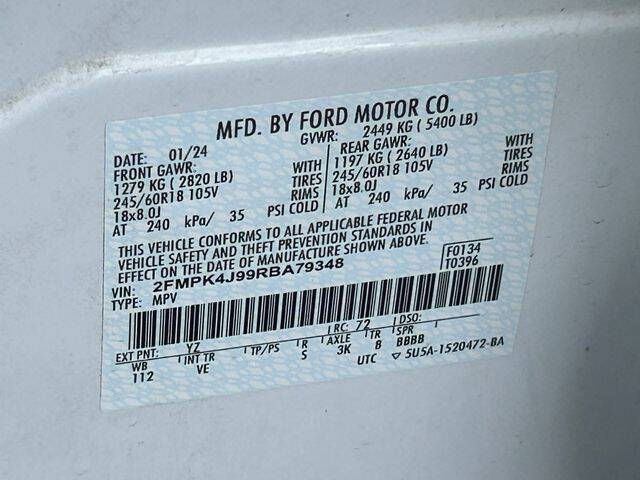 MFD. BY FORD MOTOR CO.
DATE: 01/24 GVWR: 2449 KG ( 5400 LB)
FRONT GAWR: WITH REAR GAWR: WITH
1279 KG ( 2820 LB) TIRES 1197 KG ( 2640 LB) TIRES
245/60R18 105V RIMS 245/60R18 105V RIMS
18x8.0J 18x8.0J
AT 240 kPa/ 35 PSI COLD AT 240 kPa/ 35 PSI COLD
THIS VEHICLE CONFORMS TO ALL APPLICABLE FEDERAL MOTOR
VEHICLE SAFETY AND THEFT PREVENTION STANDARDS IN
EFFECT ON THE DATE OF MANUFACTURE SHOWN ABOVE.
VIN: 2FMPK4J99RBA79348 F0134
TYPE: MPV T0396
EXT PNT: YZ RC: 72 DSO:
WB INT TR TP/PS R AXLE TR SPR
112 VE S 3K B BBBB
UTC ▽ 5U5A-1520472-BA